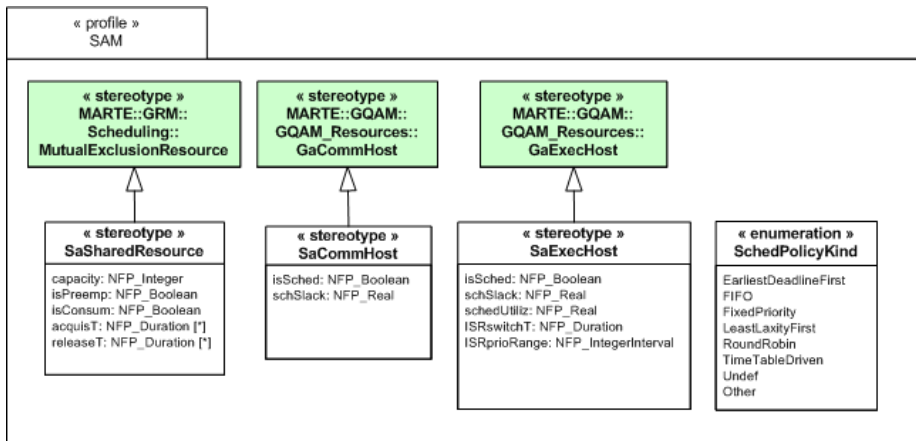 « profile »
SAM
« stereotype »
MARTE::GRM::
Scheduling::
MutualExclusionResource
« stereotype »
MARTE::GQAM::
GQAM_Resources::
GaCommHost
« stereotype »
MARTE::GQAM::
GQAM_Resources::
GaExecHost
« stereotype »
SaSharedResource
capacity: NFP_Integer
isPreemp: NFP_Boolean
isConsum: NFP_Boolean
acquisT: NFP_Duration [*]
releaseT: NFP_Duration [*]
« stereotype »
SaCommHost
isSched: NFP_Boolean
schSlack: NFP_Real
« stereotype »
SaExecHost
isSched: NFP_Boolean
schSlack: NFP_Real
schedUtiliz: NFP_Real
ISRswitchT: NFP_Duration
ISRprioRange: NFP_IntegerInterval
« enumeration »
SchedPolicyKind
EarliestDeadlineFirst
FIFO
FixedPriority
LeastLaxityFirst
RoundRobin
TimeTableDriven
Undef
Other